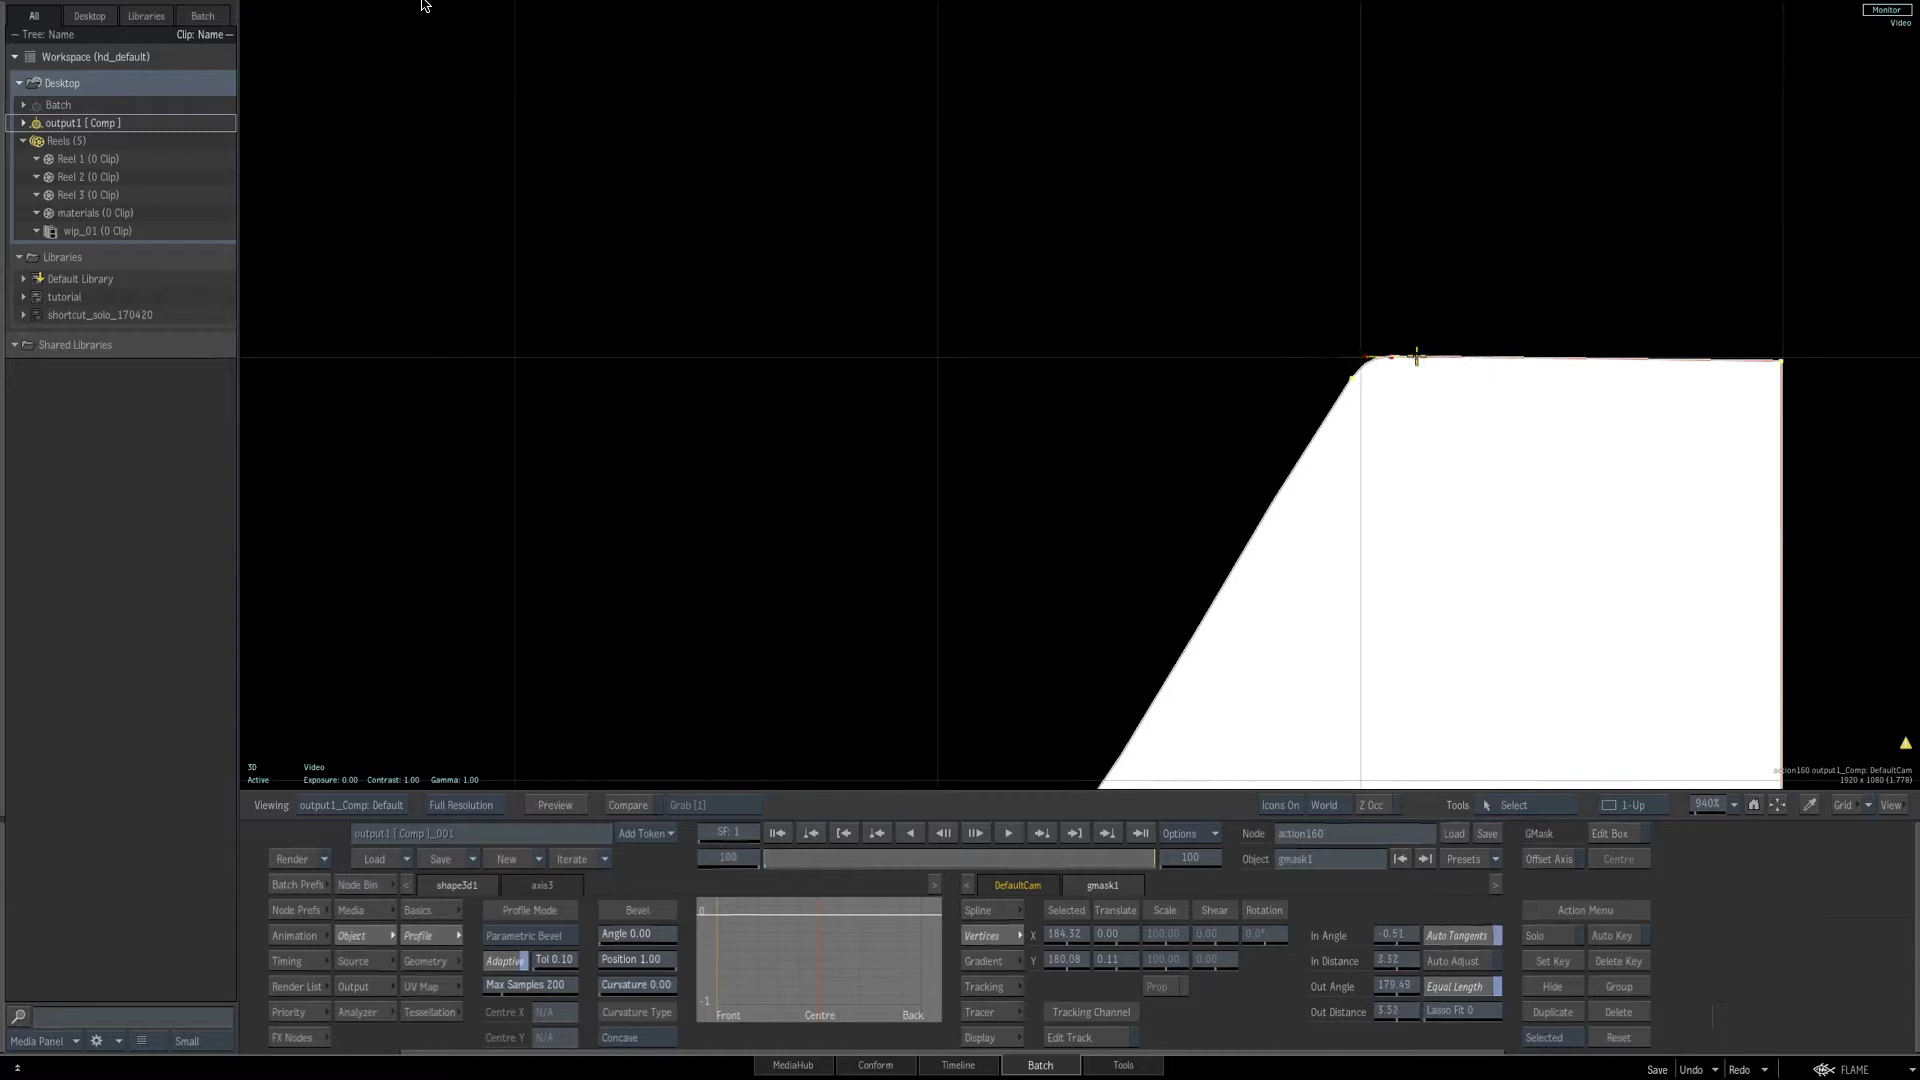 All Desktop Libraries Batch
Tree: Name Clip: Name
Workspace (hd_default)
Desktop
Batch
output1 [ Comp ]
Reels (5)
Reel 1 (0 Clip)
Reel 2 (0 Clip)
Reel 3 (0 Clip)
materials (0 Clip)
wip_01 (0 Clip)
Libraries
Default Library
tutorial
shortcut_solo_170420
Shared Libraries
Monitor
Video
3D Video
Active Exposure: 0.00 Contrast: 1.00 Gamma: 1.00
action160 output1_Comp: DefaultCam
1920 x 1080 (1.778)
Viewing output1_Comp: Default Full Resolution Preview Compare Grab [1] Icons On World Z Occ Tools Select 1-Up 940% Grid View
output1 [ Comp ]_001 Add Token SF: 1 Options Node action160 Load Save GMask Edit Box
Render Load Save New Iterate 100 100 Object gmask1 Presets Offset Axis Centre
Batch Prefs Node Bin < shape3d1 axis3 > < DefaultCam gmask1 >
Node Prefs Media Basics Profile Mode Bevel 0 Spline Selected Translate Scale Shear Rotation Action Menu
Animation Object Profile Parametric Bevel Angle 0.00 Vertices X 184.32 0.00 100.00 0.00 0.0° In Angle -0.51 Auto Tangents Solo Auto Key
Timing Source Geometry Adaptive Tol 0.10 Position 1.00 Gradient Y 180.08 0.11 100.00 0.00 In Distance 3.32 Auto Adjust Set Key Delete Key
Render List Output UV Map Max Samples 200 Curvature 0.00 -1 Tracking Prop Out Angle 179.49 Equal Length Hide Group
Priority Analyzer Tessellation Centre X N/A Curvature Type Front Centre Back Tracer Tracking Channel Out Distance 3.52 Lasso Fit 0 Duplicate Delete
FX Nodes Centre Y N/A Concave Display Edit Track Selected Reset
Media Panel Small
MediaHub Conform Timeline Batch Tools Save Undo Redo FLAME